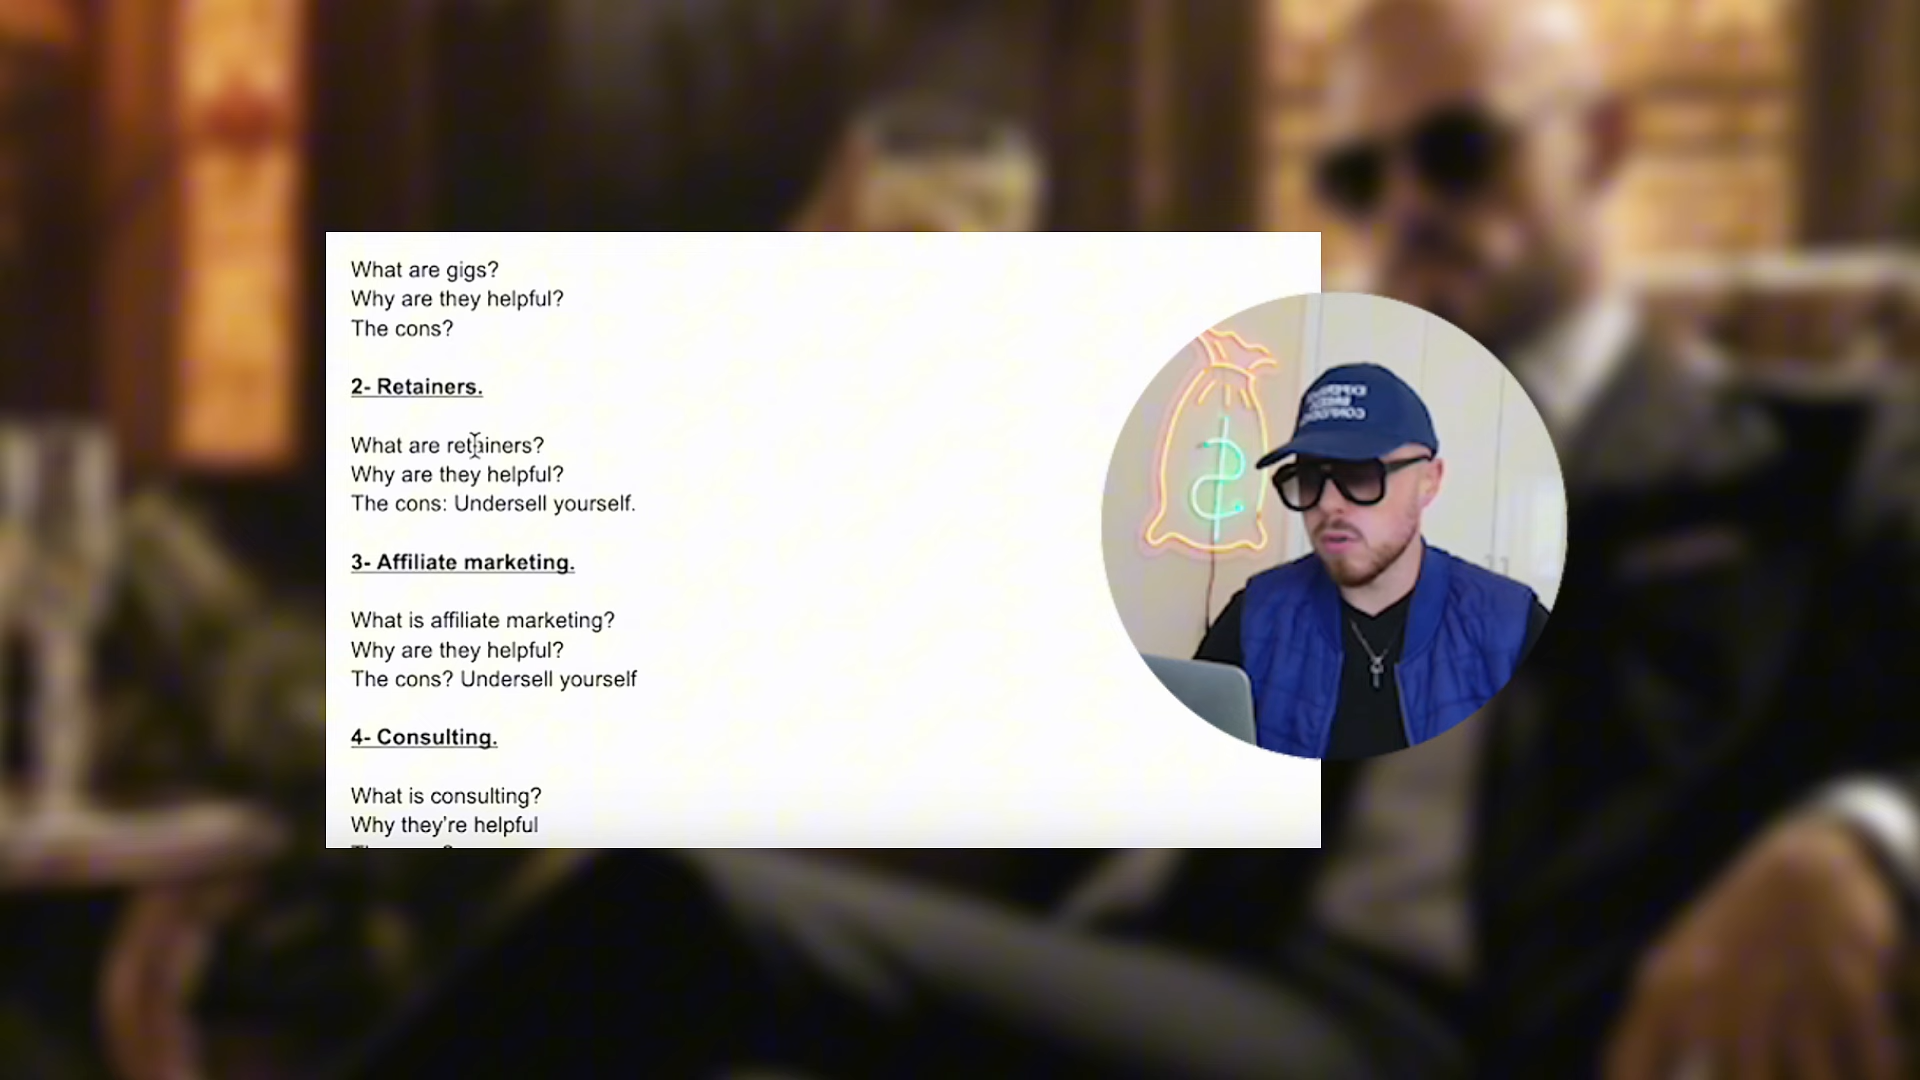 What are gigs?
Why are they helpful?
The cons?
2- Retainers.
What are retainers?
Why are they helpful?
The cons: Undersell yourself.
3- Affiliate marketing.
What is affiliate marketing?
Why are they helpful?
The cons? Undersell yourself
4- Consulting.
What is consulting?
Why they’re helpful